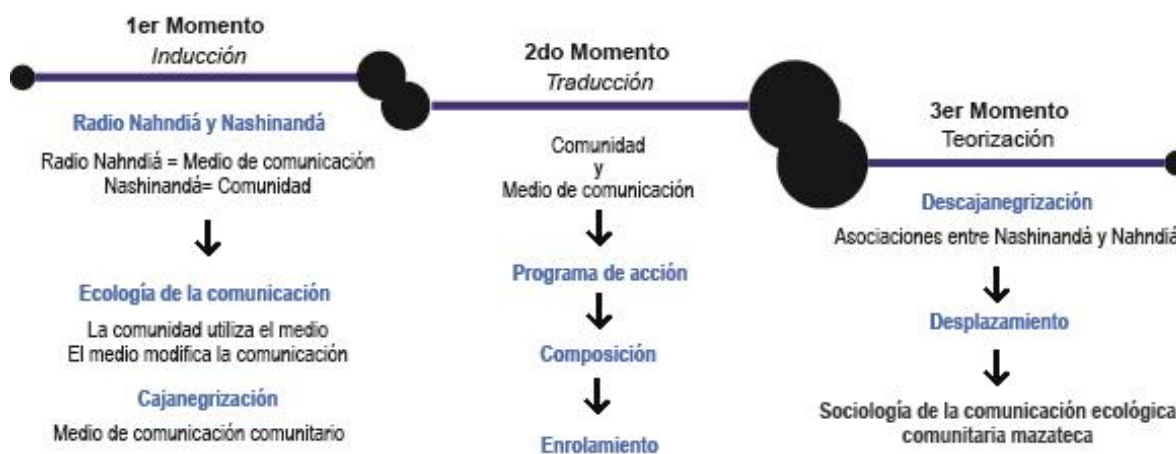 1er Momento
Inducción
Radio Nahndiá y Nashinandá
Radio Nahndiá = Medio de comunicación
Nashinandá= Comunidad
Ecología de la comunicación
La comunidad utiliza el medio
El medio modifica la comunicación
Cajanegrización
Medio de comunicación comunitario
2do Momento
Traducción
Comunidad
y
Medio de comunicación
Programa de acción
Composición
Enrolamiento
3er Momento
Teorización
Descajanegrización
Asociaciones entre Nashinandá y Nahndiá
Desplazamiento
Sociología de la comunicación ecológica
comunitaria mazateca